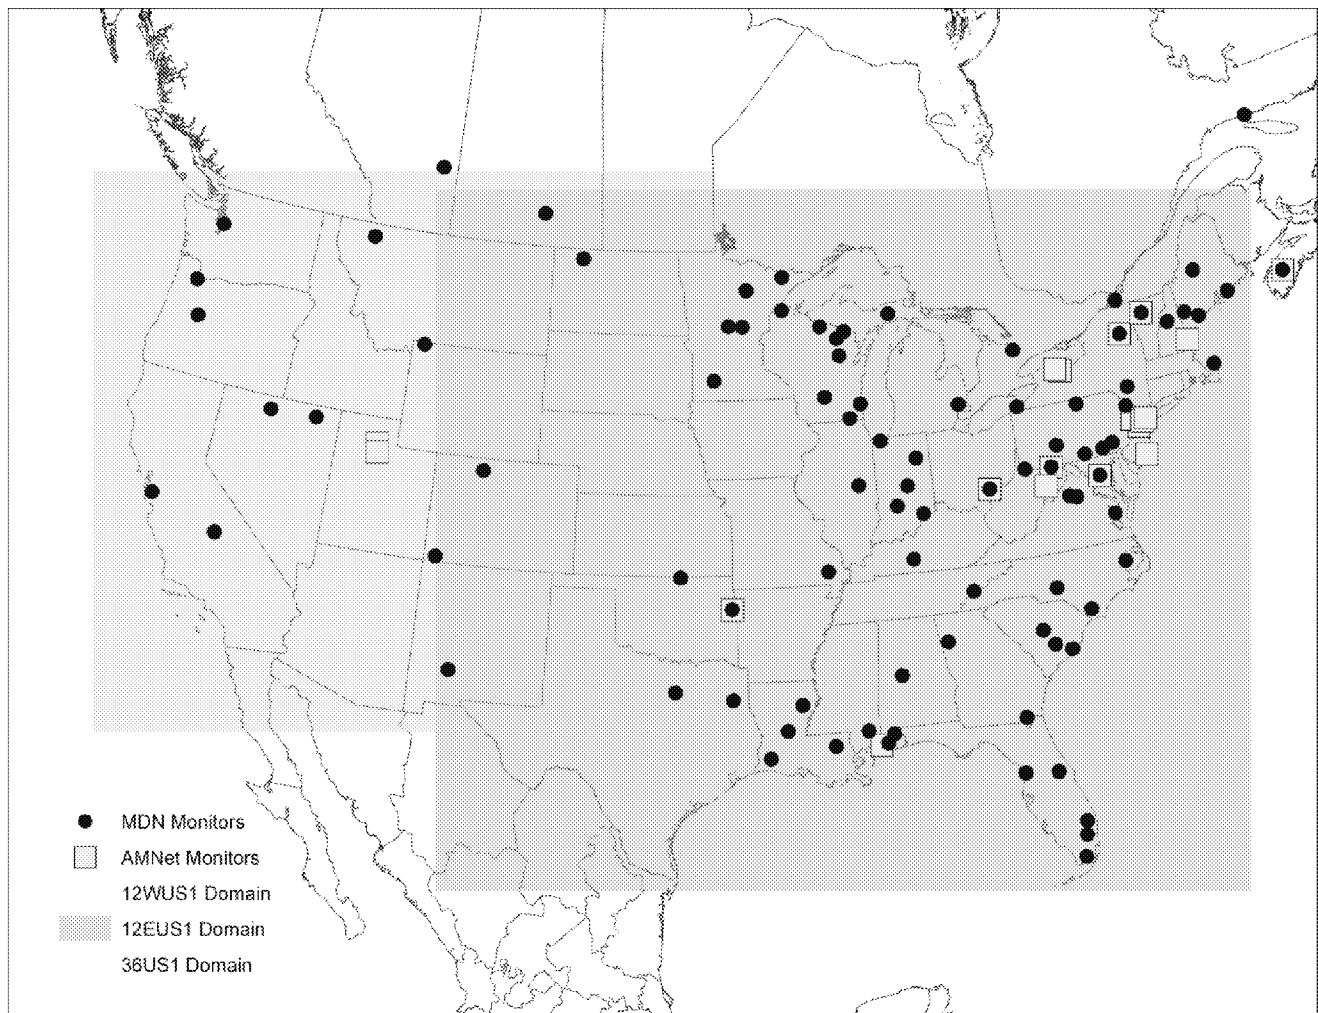 MDN Monitors
AMNet Monitors
12WUS1 Domain
12EUS1 Domain
36US1 Domain